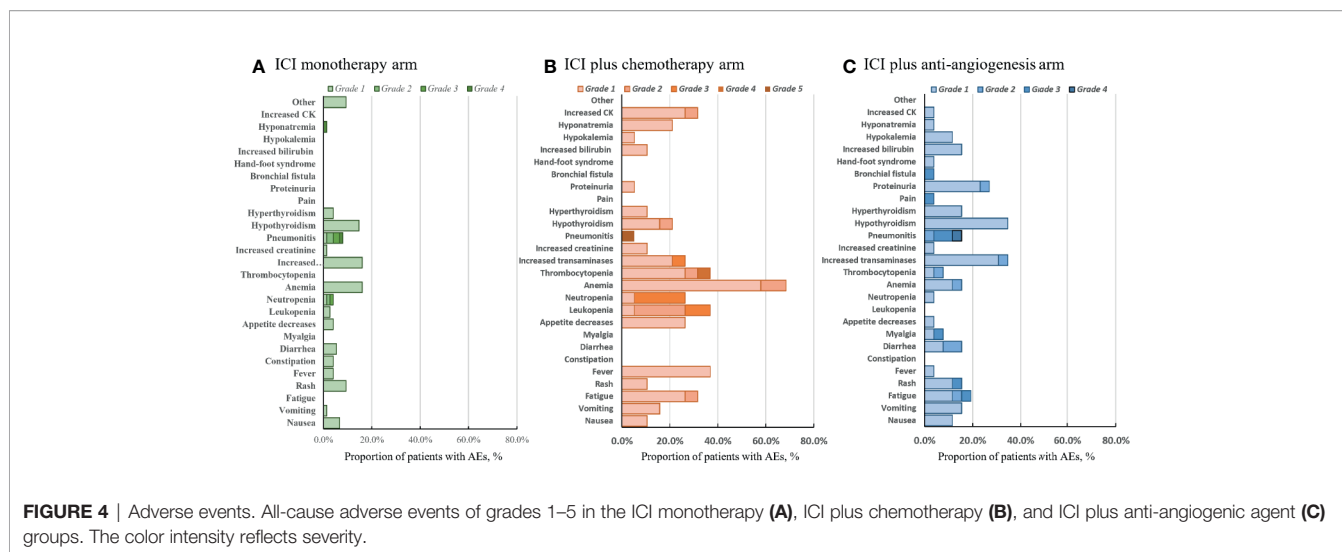 A ICI monotherapy arm
Grade 1 Grade 2 Grade 3 Grade 4
Other
Increased CK
Hyponatremia
Hypokalemia
Increased bilirubin
Hand-foot syndrome
Bronchial fistula
Proteinuria
Pain
Hyperthyroidism
Hypothyroidism
Pneumonitis
Increased creatinine
Increased..
Thrombocytopenia
Anemia
Neutropenia
Leukopenia
Appetite decreases
Myalgia
Diarrhea
Constipation
Fever
Rash
Fatigue
Vomiting
Nausea
0.0% 20.0% 40.0% 60.0% 80.0%
Proportion of patients with AEs, %
B ICI plus chemotherapy arm
Grade 1 Grade 2 Grade 3 Grade 4 Grade 5
Other
Increased CK
Hyponatremia
Hypokalemia
Increased bilirubin
Hand-foot syndrome
Bronchial fistula
Proteinuria
Pain
Hyperthyroidism
Hypothyroidism
Pneumonitis
Increased creatinine
Increased transaminases
Thrombocytopenia
Anemia
Neutropenia
Leukopenia
Appetite decreases
Myalgia
Diarrhea
Constipation
Fever
Rash
Fatigue
Vomiting
Nausea
0.0% 20.0% 40.0% 60.0% 80.0%
Proportion of patients with AEs, %
C ICI plus anti-angiogenesis arm
Grade 1 Grade 2 Grade 3 Grade 4
Other
Increased CK
Hyponatremia
Hypokalemia
Increased bilirubin
Hand-foot syndrome
Bronchial fistula
Proteinuria
Pain
Hyperthyroidism
Hypothyroidism
Pneumonitis
Increased creatinine
Increased transaminases
Thrombocytopenia
Anemia
Neutropenia
Leukopenia
Appetite decreases
Myalgia
Diarrhea
Constipation
Fever
Rash
Fatigue
Vomiting
Nausea
0.0% 20.0% 40.0% 60.0% 80.0%
Proportion of patients with AEs, %
FIGURE 4 | Adverse events. All-cause adverse events of grades 1–5 in the ICI monotherapy (A), ICI plus chemotherapy (B), and ICI plus anti-angiogenic agent (C)
groups. The color intensity reflects severity.